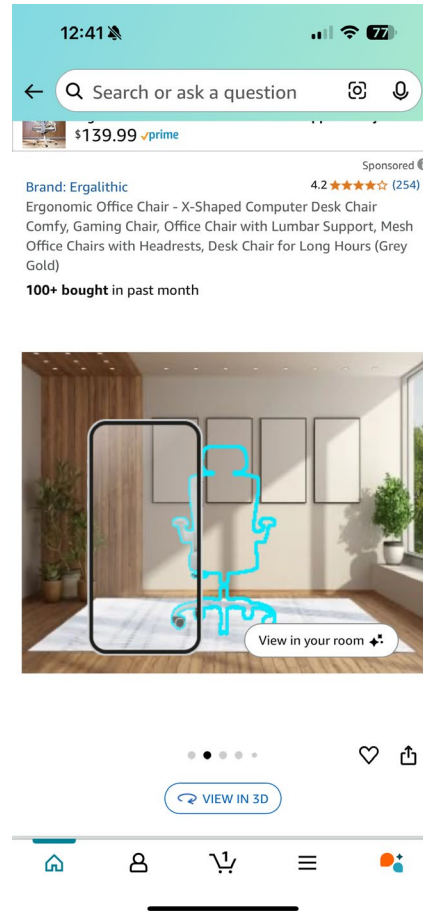 12:41
77
Search or ask a question
$139.99 prime
Sponsored
Brand: Ergalithic
4.2 (254)
Ergonomic Office Chair - X-Shaped Computer Desk Chair
Comfy, Gaming Chair, Office Chair with Lumbar Support, Mesh
Office Chairs with Headrests, Desk Chair for Long Hours (Grey
Gold)
100+ bought in past month
View in your room
VIEW IN 3D
1